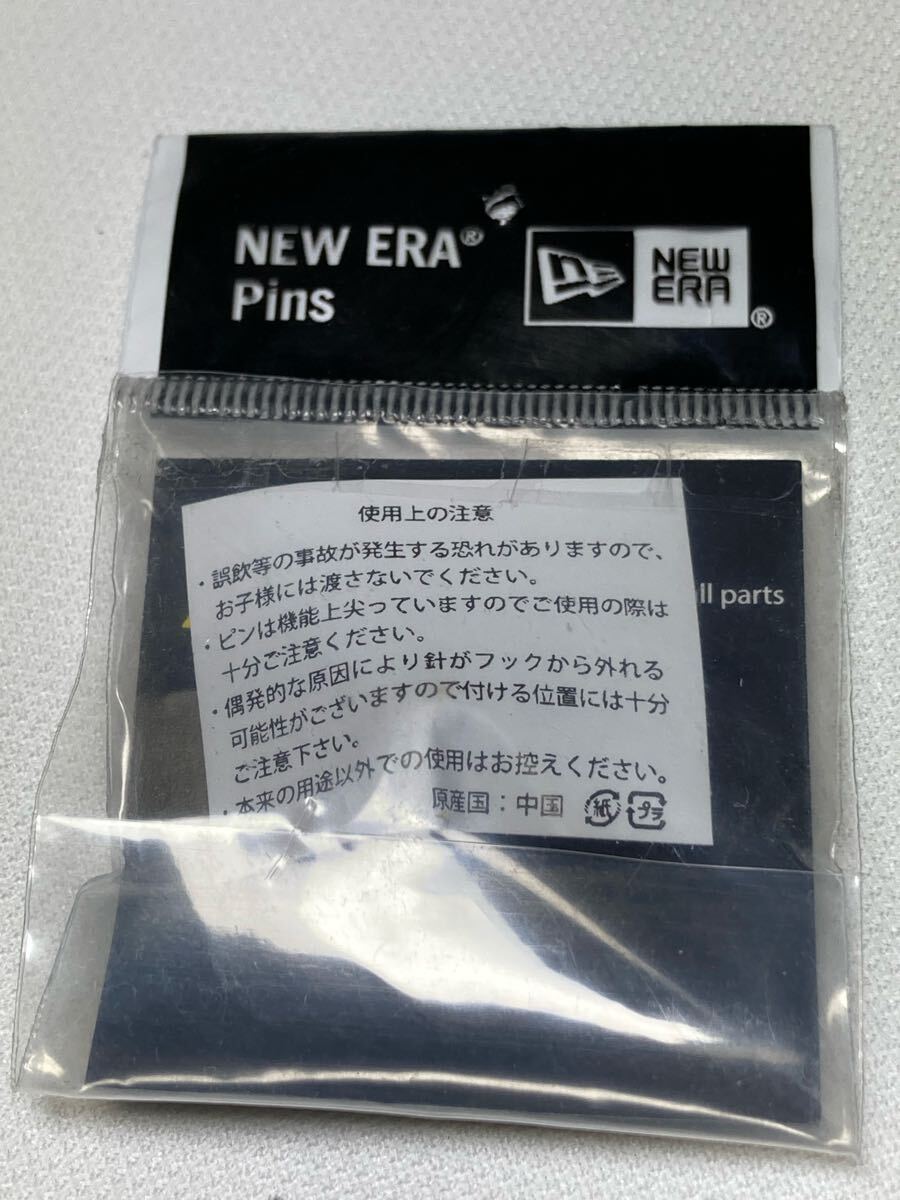 NEW ERA®
Pins
NEW
ERA
®
使用上の注意
・誤飲等の事故が発生する恐れがありますので、
お子様には渡さないでください。
・ピンは機能上尖っていますのでご使用の際は
十分ご注意ください。
・偶発的な原因により針がフックから外れる
可能性がございますので付ける位置には十分
ご注意下さい。
・本来の用途以外での使用はお控えください。
原産国：中国 紙 プラ
ll parts